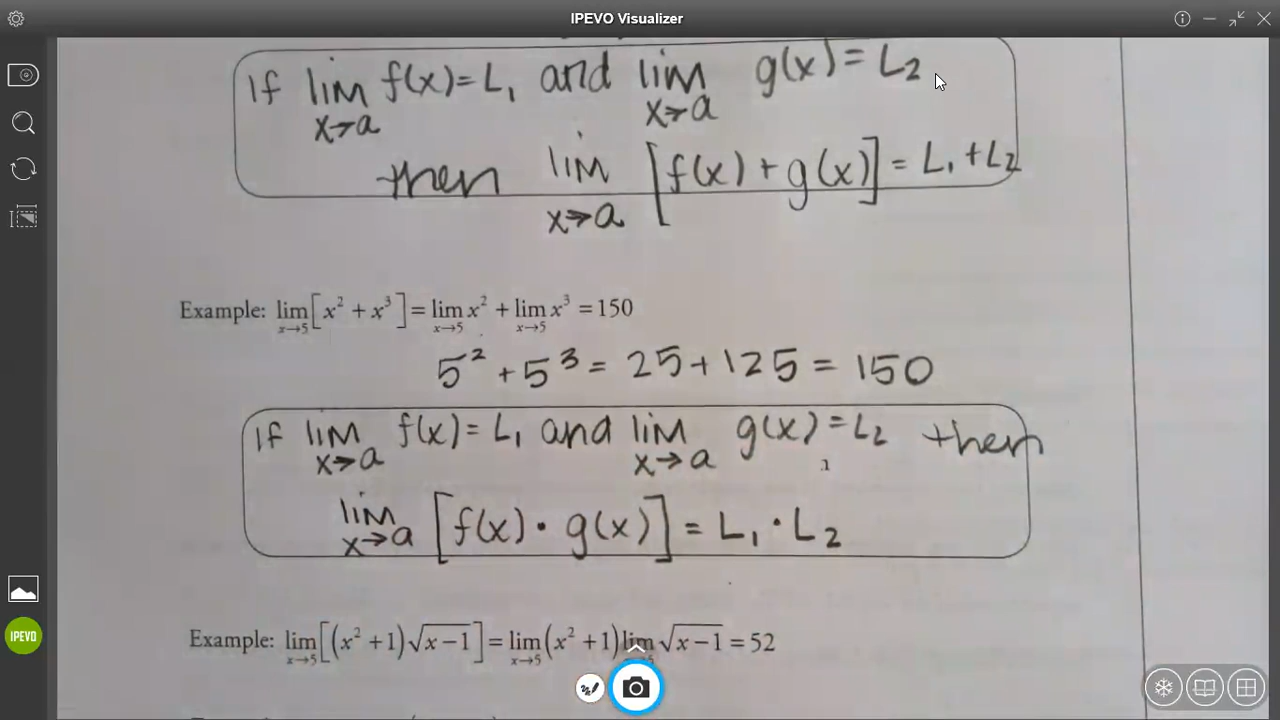 IPEVO Visualizer
If lim f(x)=L₁ and lim g(x)=L₂
x→a x→a
then lim [f(x)+g(x)]=L₁+L₂
x→a
Example: lim[x²+x³]=lim x²+lim x³=150
x→5 x→5 x→5
5²+5³=25+125=150
If lim f(x)=L₁ and lim g(x)=L₂ then
x→a x→a
lim [f(x)·g(x)]=L₁·L₂
x→a
Example: lim[(x²+1)√x−1]=lim(x²+1)lim√x−1=52
x→5 x→5 x→5
IPEVO